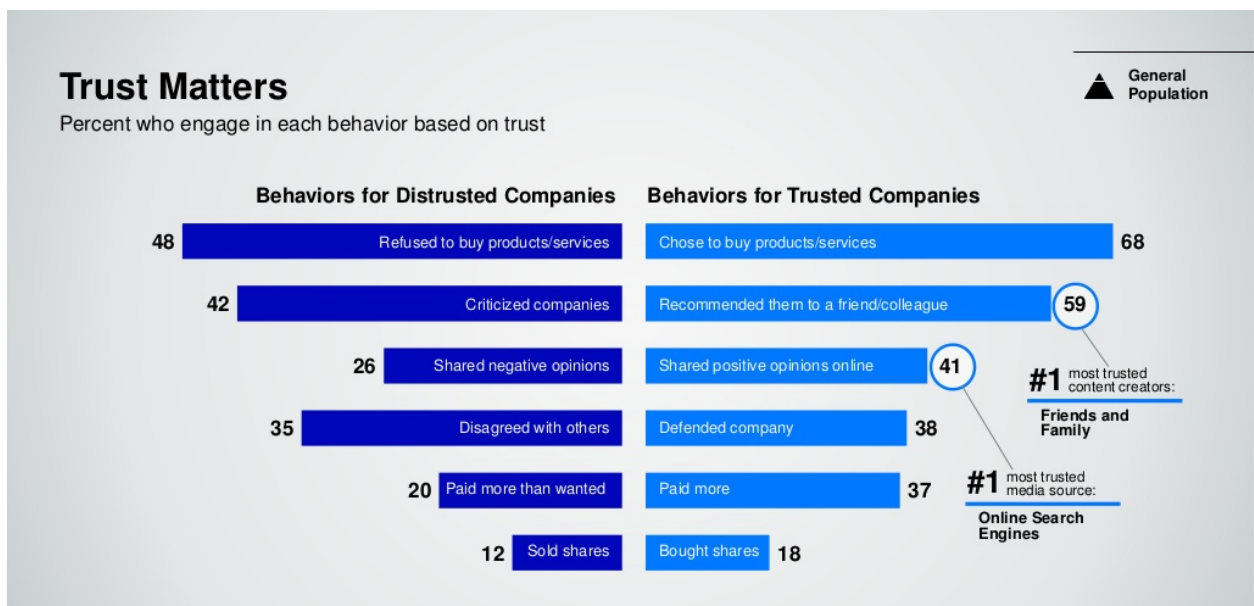 Trust Matters
Percent who engage in each behavior based on trust
General
Population
Behaviors for Distrusted Companies
Behaviors for Trusted Companies
48 Refused to buy products/services
Chose to buy products/services 68
42 Criticized companies
Recommended them to a friend/colleague 59
26 Shared negative opinions
Shared positive opinions online 41
#1 most trusted
content creators:
Friends and
Family
35 Disagreed with others
Defended company 38
20 Paid more than wanted
Paid more 37
#1 most trusted
media source:
Online Search
Engines
12 Sold shares
Bought shares 18